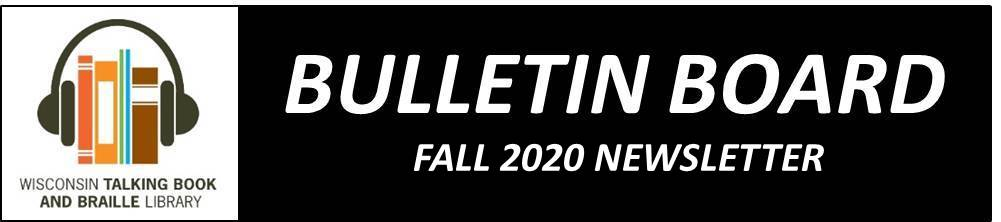 WISCONSIN TALKING BOOK
AND BRAILLE LIBRARY
BULLETIN BOARD
FALL 2020 NEWSLETTER